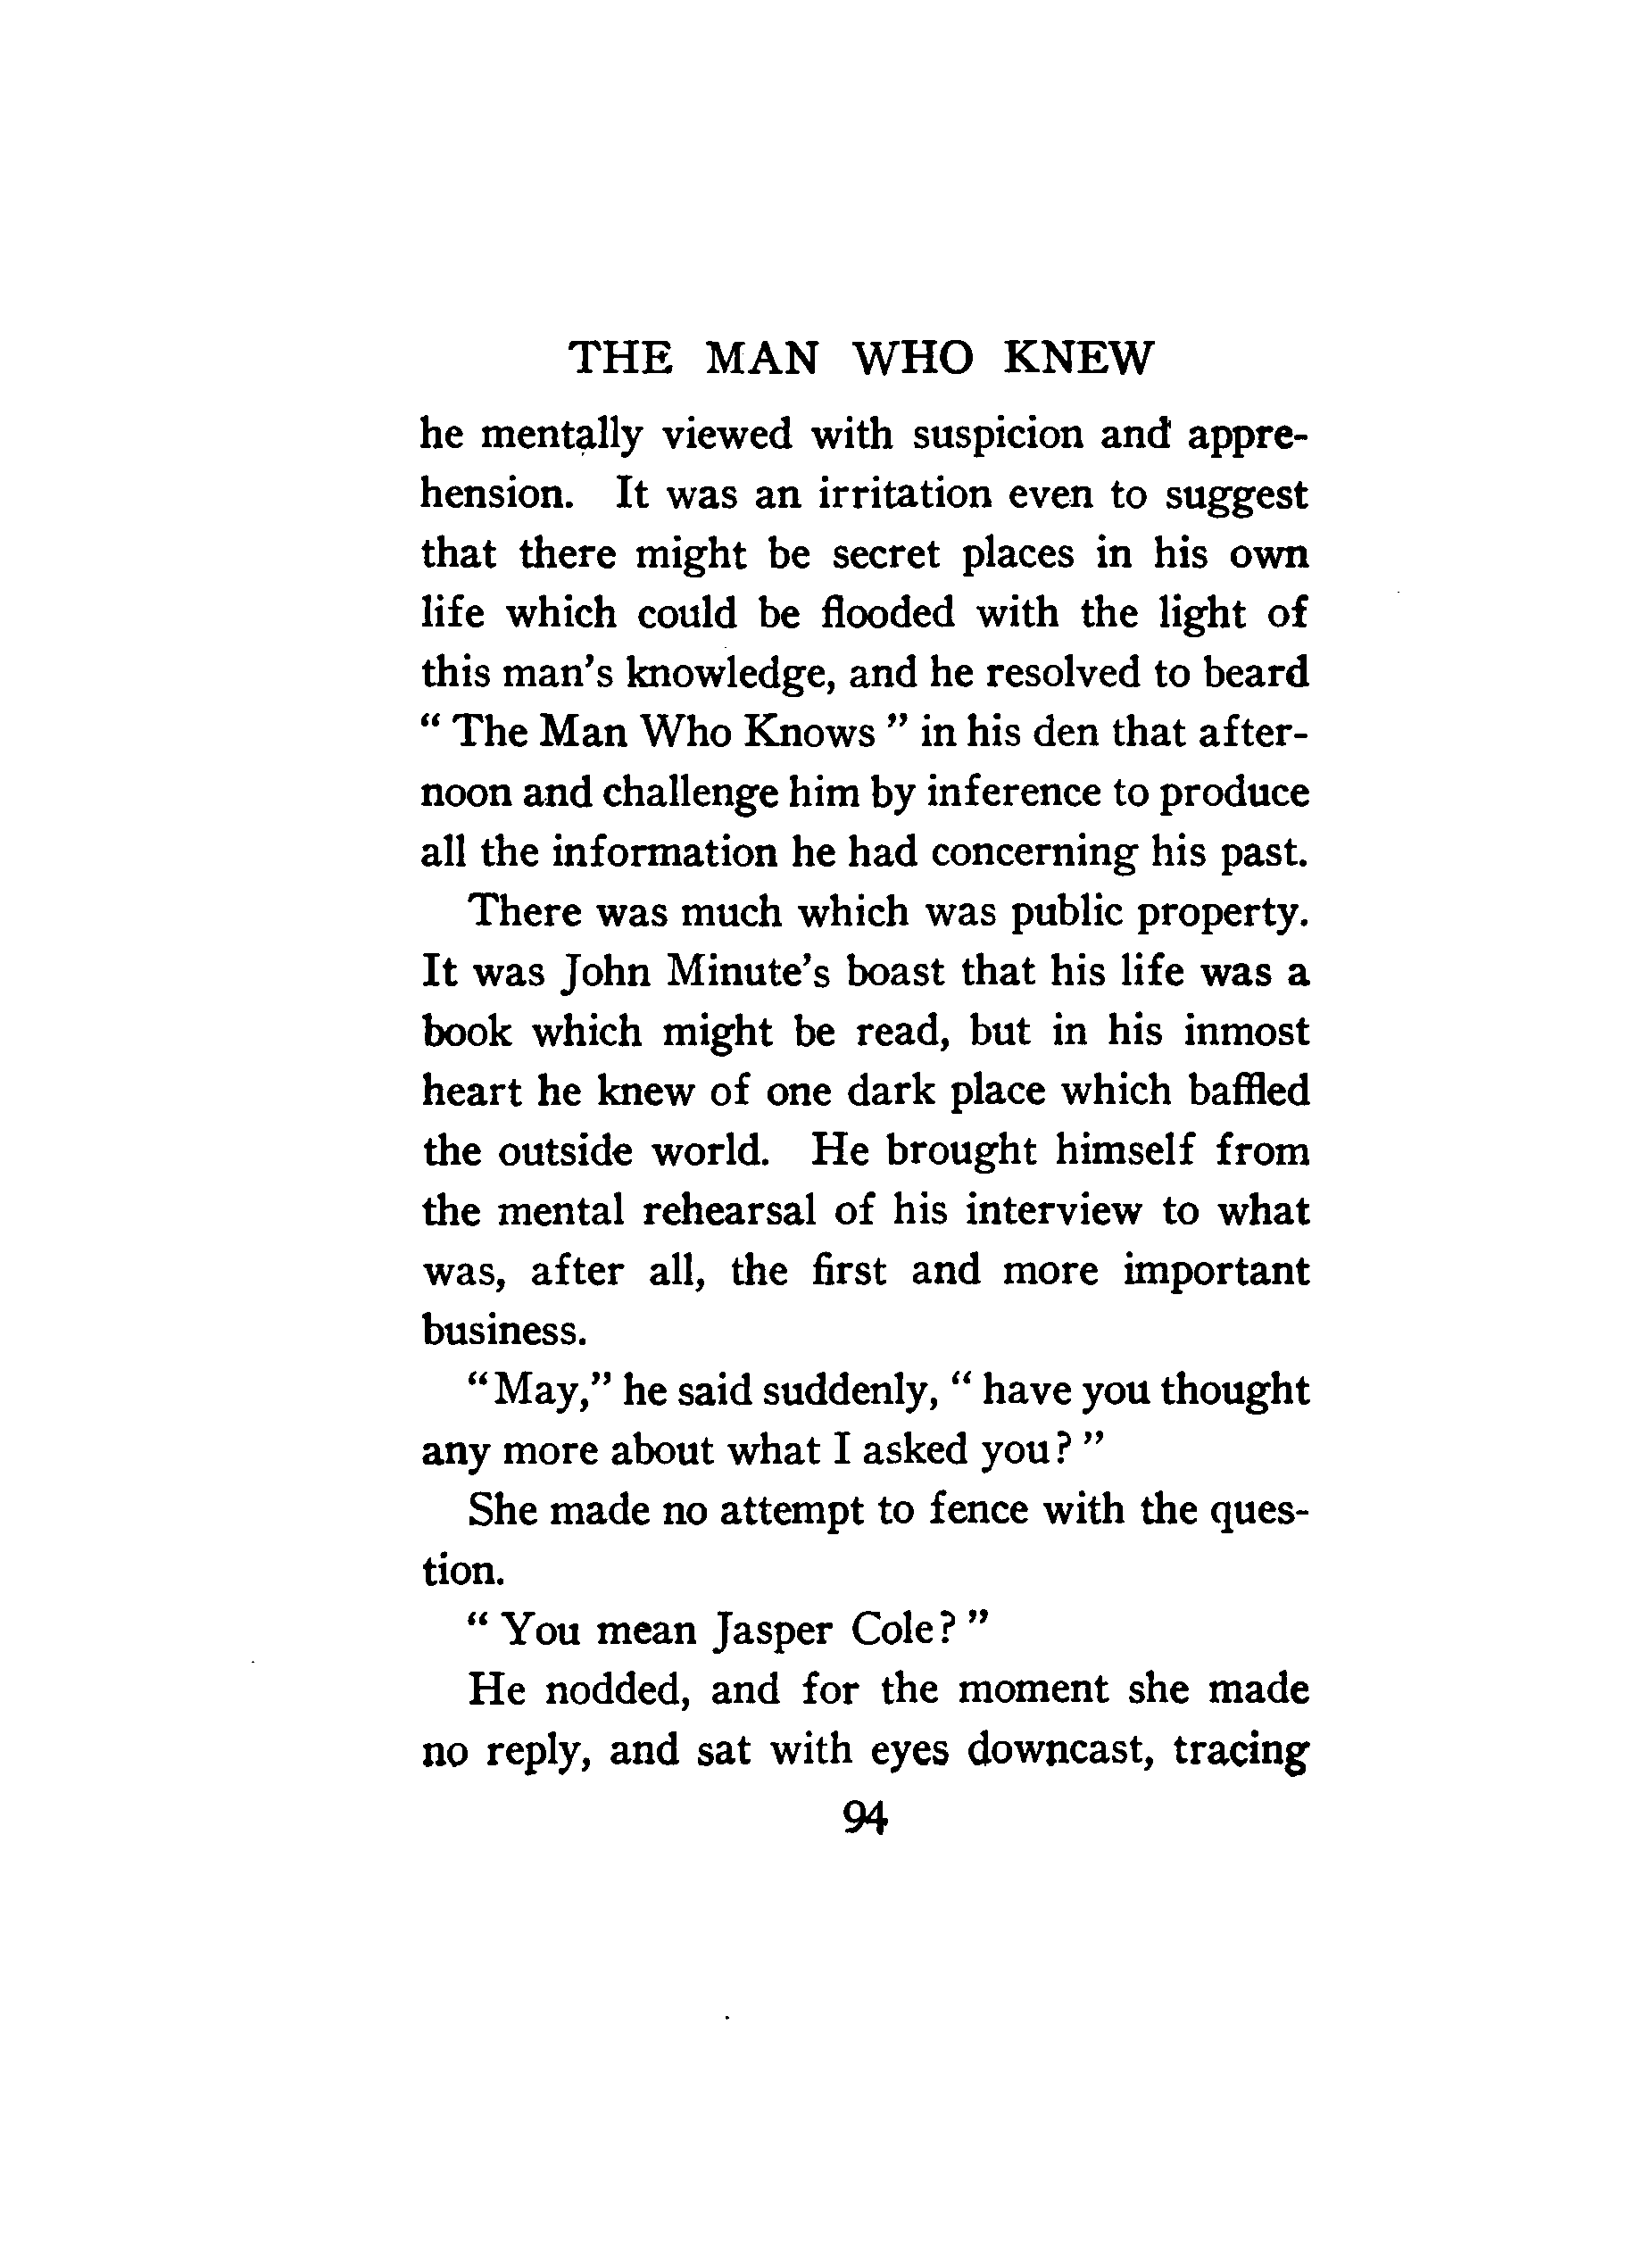 THE MAN WHO KNEW
he mentally viewed with suspicion and appre-
hension. It was an irritation even to suggest
that there might be secret places in his own
life which could be flooded with the light of
this man's knowledge, and he resolved to beard
" The Man Who Knows " in his den that after-
noon and challenge him by inference to produce
all the information he had concerning his past.
There was much which was public property.
It was John Minute's boast that his life was a
book which might be read, but in his inmost
heart he knew of one dark place which baffled
the outside world. He brought himself from
the mental rehearsal of his interview to what
was, after all, the first and more important
business.
"May," he said suddenly, " have you thought
any more about what I asked you? "
She made no attempt to fence with the ques-
tion.
" You mean Jasper Cole? "
He nodded, and for the moment she made
no reply, and sat with eyes downcast, tracing
94